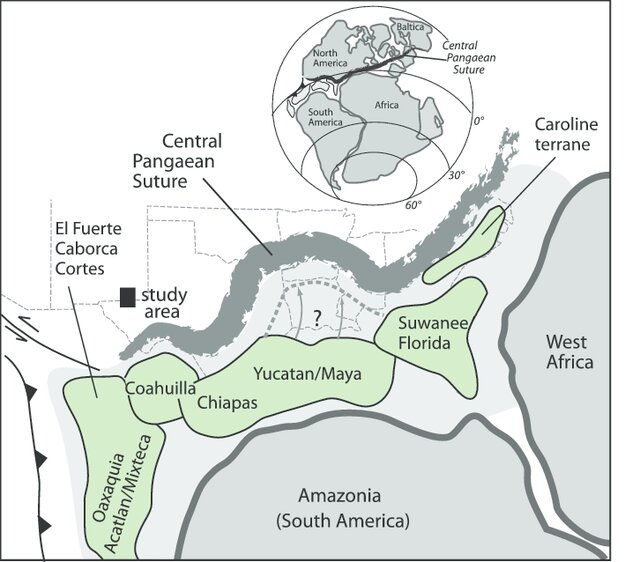 Baltica
North
America
Central
Pangaean
Suture
South
America
Africa
0°
30°
60°
Central
Pangaean
Suture
Caroline
terrane
El Fuerte
Caborca
Cortes
study
area
?
Suwanee
Florida
West
Africa
Yucatan/Maya
Coahuilla
Chiapas
Oaxaquia
Acatlan/Mixteca
Amazonia
(South America)